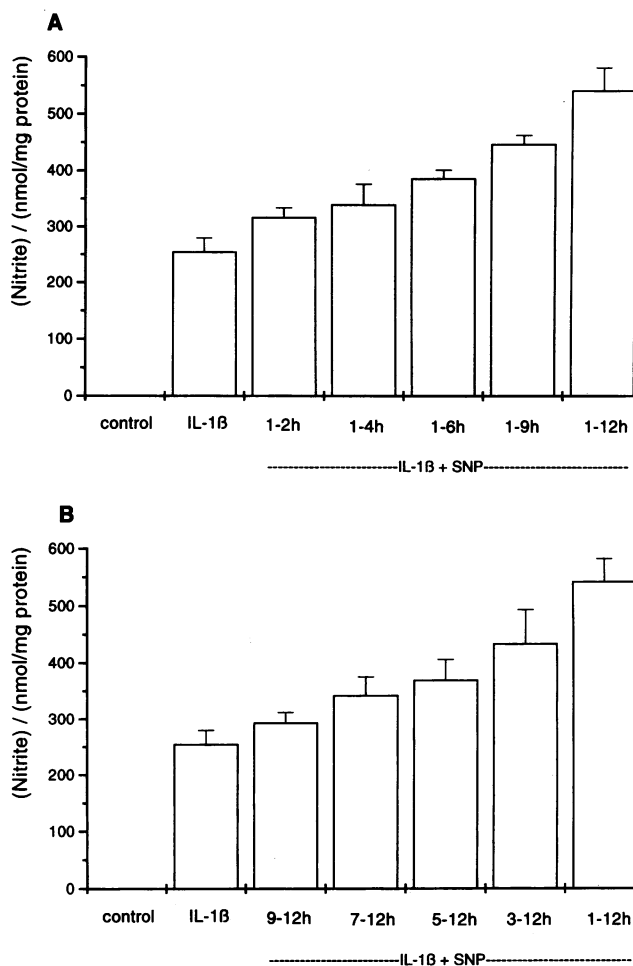 A
(Nitrite) / (nmol/mg protein)
600
500
400
300
200
100
0
control IL-1ß 1-2h 1-4h 1-6h 1-9h 1-12h
----------------IL-1ß + SNP------------------
B
(Nitrite) / (nmol/mg protein)
600
500
400
300
200
100
0
control IL-1ß 9-12h 7-12h 5-12h 3-12h 1-12h
----------------IL-1ß + SNP------------------